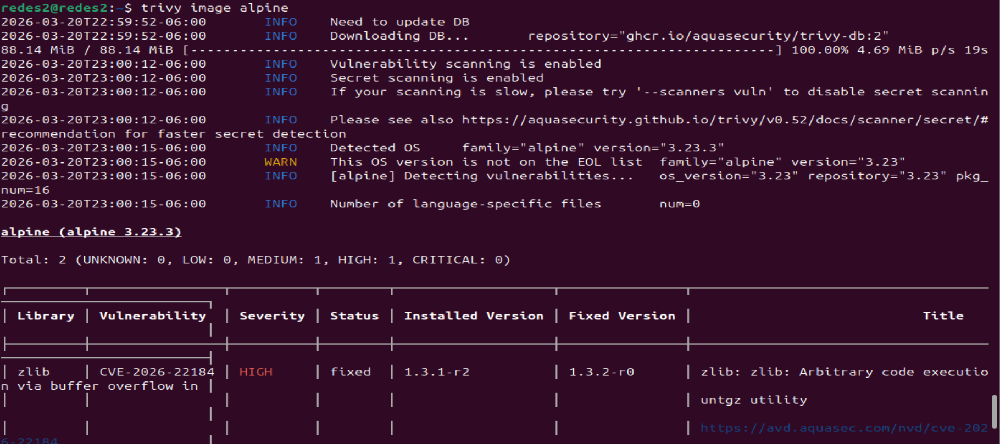 redes2@redes2:~$ trivy image alpine
2026-03-20T22:59:52-06:00 INFO Need to update DB
2026-03-20T22:59:52-06:00 INFO Downloading DB... repository="ghcr.io/aquasecurity/trivy-db:2"
88.14 MiB / 88.14 MiB [-----------------------------------------------------------------------] 100.00% 4.69 MiB p/s 19s
2026-03-20T23:00:12-06:00 INFO Vulnerability scanning is enabled
2026-03-20T23:00:12-06:00 INFO Secret scanning is enabled
2026-03-20T23:00:12-06:00 INFO If your scanning is slow, please try '--scanners vuln' to disable secret scannin
g
2026-03-20T23:00:12-06:00 INFO Please see also https://aquasecurity.github.io/trivy/v0.52/docs/scanner/secret/#
recommendation for faster secret detection
2026-03-20T23:00:15-06:00 INFO Detected OS family="alpine" version="3.23.3"
2026-03-20T23:00:15-06:00 WARN This OS version is not on the EOL list family="alpine" version="3.23"
2026-03-20T23:00:15-06:00 INFO [alpine] Detecting vulnerabilities... os_version="3.23" repository="3.23" pkg_
num=16
2026-03-20T23:00:15-06:00 INFO Number of language-specific files num=0
alpine (alpine 3.23.3)
Total: 2 (UNKNOWN: 0, LOW: 0, MEDIUM: 1, HIGH: 1, CRITICAL: 0)
│ Library │ Vulnerability │ Severity │ Status │ Installed Version │ Fixed Version │ Title
│ zlib │ CVE-2026-22184 │ HIGH │ fixed │ 1.3.1-r2 │ 1.3.2-r0 │ zlib: zlib: Arbitrary code executio
n via buffer overflow in │
untgz utility
https://avd.aquasec.com/nvd/cve-202
6-22184